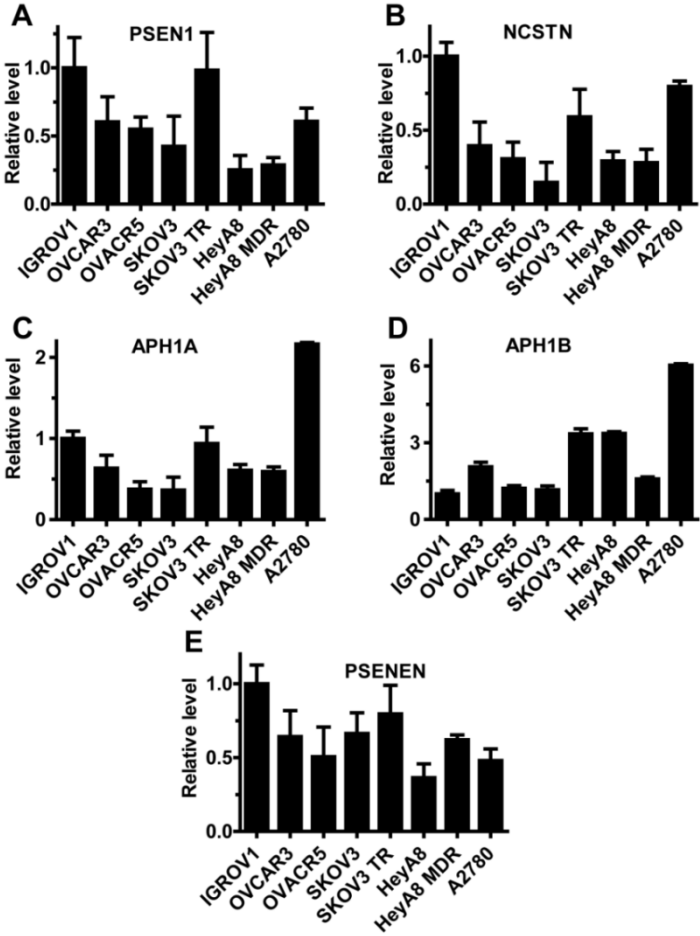 A
PSEN1
Relative level
1.0
0.5
0.0
IGROV1
OVCAR3
OVACR5
SKOV3
SKOV3 TR
HeyA8
HeyA8 MDR
A2780
B
NCSTN
Relative level
1.0
0.5
0.0
IGROV1
OVCAR3
OVACR5
SKOV3
SKOV3 TR
HeyA8
HeyA8 MDR
A2780
C
APH1A
Relative level
2
1
0
IGROV1
OVCAR3
OVACR5
SKOV3
SKOV3 TR
HeyA8
HeyA8 MDR
A2780
D
APH1B
Relative level
6
3
0
IGROV1
OVCAR3
OVACR5
SKOV3
SKOV3 TR
HeyA8
HeyA8 MDR
A2780
E
PSENEN
Relative level
1.0
0.5
0.0
IGROV1
OVCAR3
OVACR5
SKOV3
SKOV3 TR
HeyA8
HeyA8 MDR
A2780